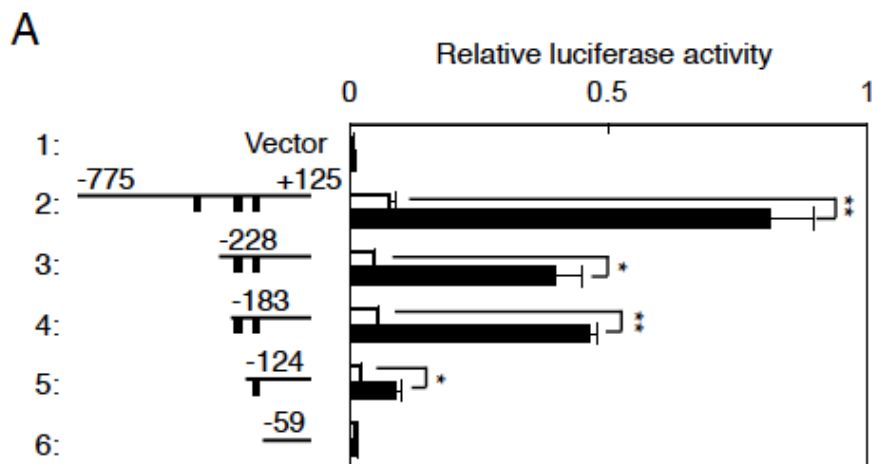 A
Relative luciferase activity
0 0.5 1
1: Vector
-775 +125
2: **
-228
3: *
-183
4: **
-124
5: *
-59
6: